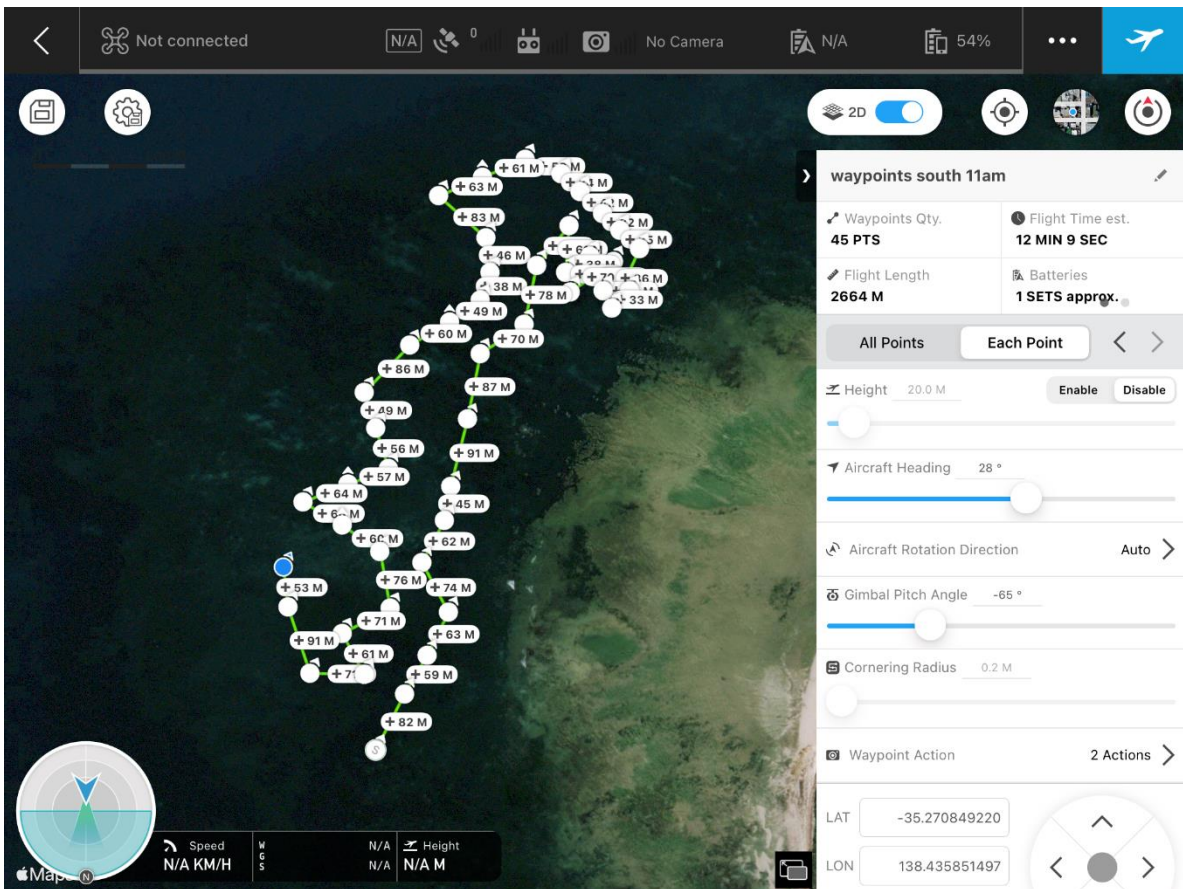 Not connected
N/A
0
No Camera
N/A
54%
2D
waypoints south 11am
Waypoints Qty.
45 PTS
Flight Time est.
12 MIN 9 SEC
Flight Length
2664 M
Batteries
1 SETS approx.
All Points
Each Point
Height 20.0 M
Enable
Disable
Aircraft Heading 28 °
Aircraft Rotation Direction
Auto
Gimbal Pitch Angle -65 °
Cornering Radius 0.2 M
Waypoint Action
2 Actions
LAT
-35.270849220
LON
138.435851497
+ 61 M
+ 63 M
+ 83 M
+ 46 M
+ 38 M
+ 49 M
+ 78 M
+ 33 M
+ 60 M
+ 70 M
+ 86 M
+ 87 M
+ 49 M
+ 56 M
+ 91 M
+ 57 M
+ 64 M
+ 45 M
+ 62 M
+ 53 M
+ 76 M
+ 74 M
+ 71 M
+ 63 M
+ 91 M
+ 61 M
+ 59 M
+ 82 M
S
Speed
N/A KM/H
W
G
S
N/A
N/A
Height
N/A M
Maps
N